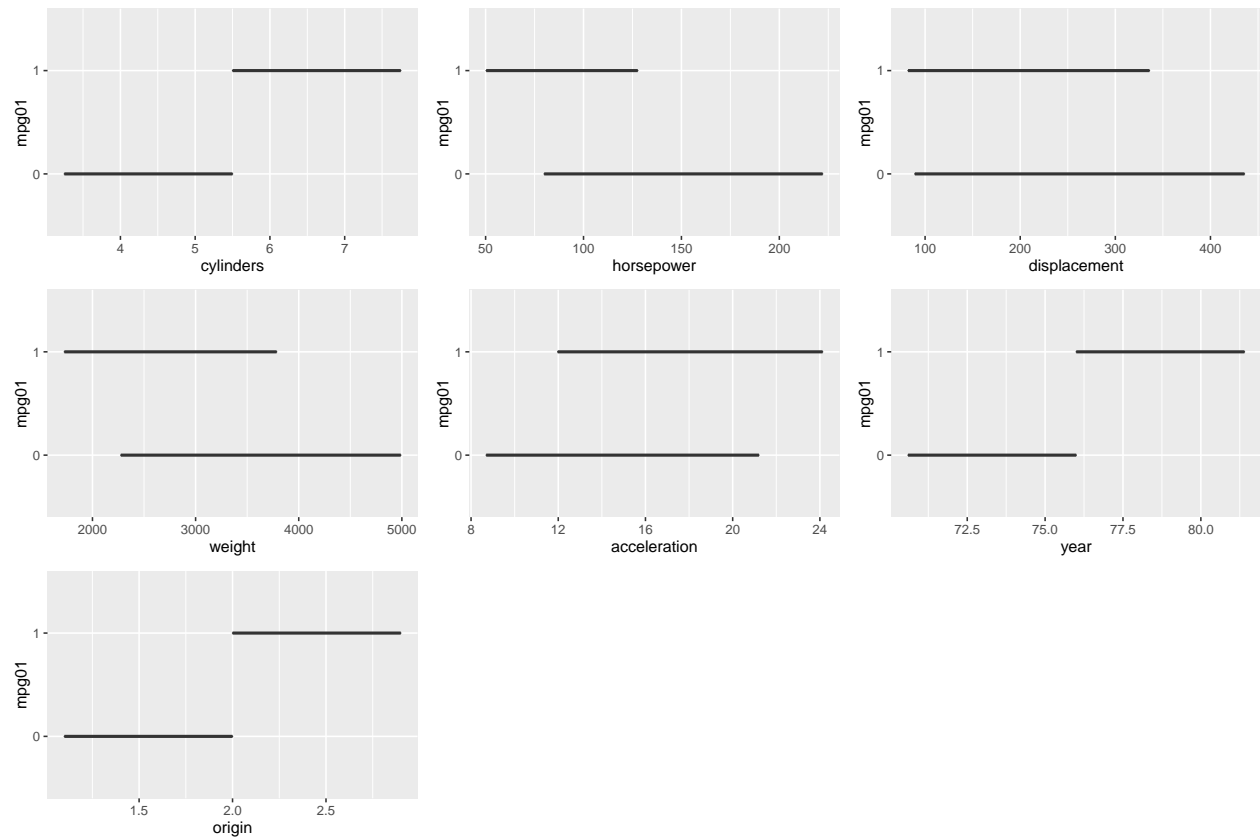 mpg01
1
0
4 5 6 7
cylinders
mpg01
1
0
50 100 150 200
horsepower
mpg01
1
0
100 200 300 400
displacement
mpg01
1
0
2000 3000 4000 5000
weight
mpg01
1
0
8 12 16 20 24
acceleration
mpg01
1
0
72.5 75.0 77.5 80.0
year
mpg01
1
0
1.5 2.0 2.5
origin